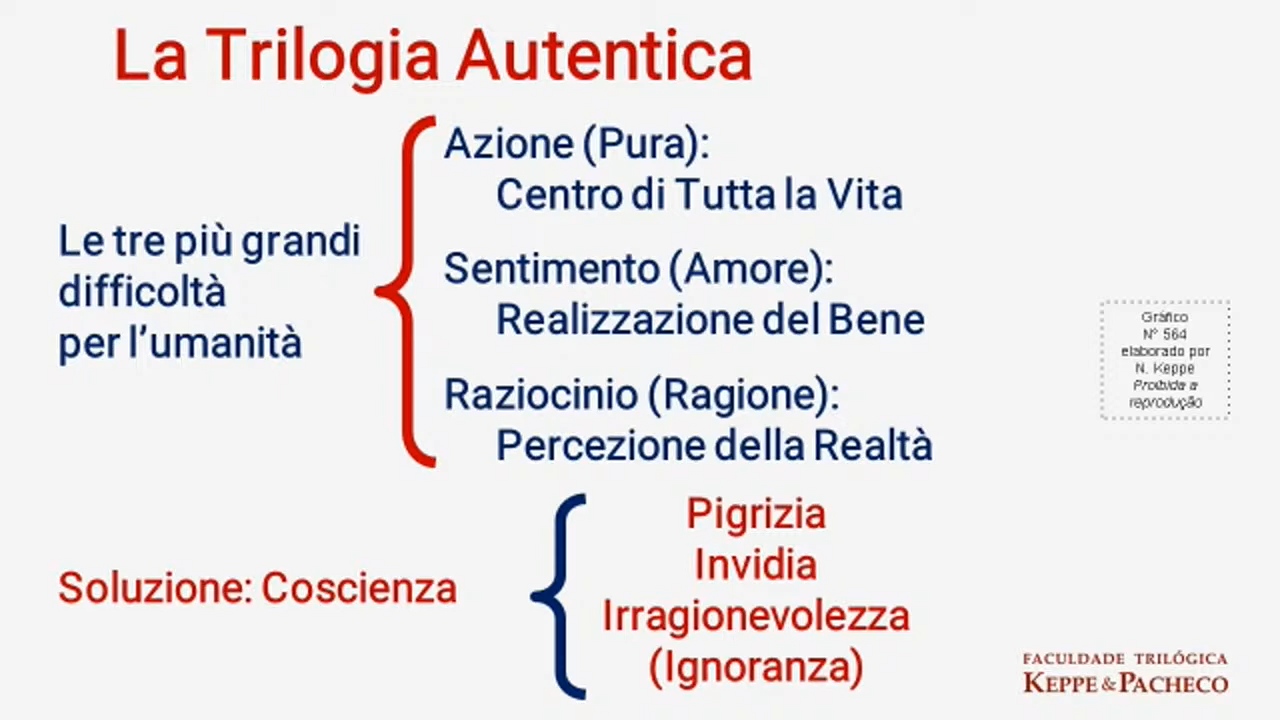 La Trilogia Autentica
Le tre più grandi
difficoltà
per l'umanità
Azione (Pura):
Centro di Tutta la Vita
Sentimento (Amore):
Realizzazione del Bene
Raziocinio (Ragione):
Percezione della Realtà
Gráfico
Nº 564
elaborado por
N. Keppe
Proibida a
reprodução
Soluzione: Coscienza
Pigrizia
Invidia
Irragionevolezza
(Ignoranza)
FACULDADE TRILÓGICA
KEPPE & PACHECO